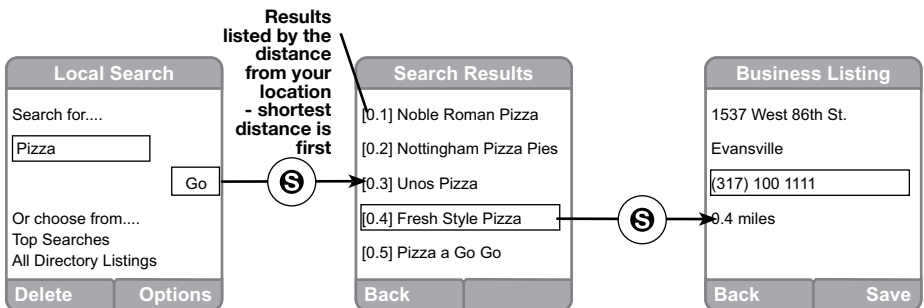 Results
listed by the
distance
from your
location
- shortest
distance is
first
Local Search
Search for....
Pizza
Go
Or choose from....
Top Searches
All Directory Listings
Delete
Options
S
Search Results
[0.1] Noble Roman Pizza
[0.2] Nottingham Pizza Pies
[0.3] Unos Pizza
[0.4] Fresh Style Pizza
[0.5] Pizza a Go Go
Back
S
Business Listing
1537 West 86th St.
Evansville
(317) 100 1111
0.4 miles
Back
Save